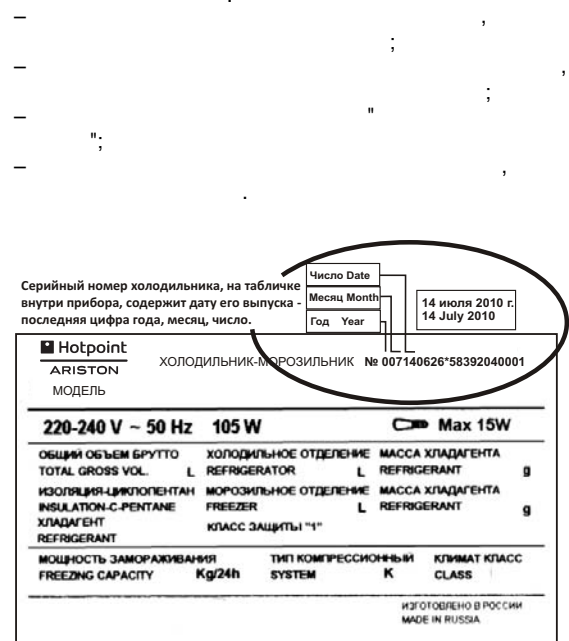 – ,
;
– ,
;
– "
";
– ,
.
Число Date
Серийный номер холодильника, на табличке
внутри прибора, содержит дату его выпуска -
последняя цифра года, месяц, число.
Месяц Month
Год Year
14 июля 2010 г.
14 July 2010
Hotpoint
ARISTON
ХОЛОДИЛЬНИК-МОРОЗИЛЬНИК № 007140626*58392040001
МОДЕЛЬ
220-240 V ~ 50 Hz 105 W Max 15W
ОБЩИЙ ОБЪЕМ БРУТТО ХОЛОДИЛЬНОЕ ОТДЕЛЕНИЕ МАССА ХЛАДАГЕНТА
TOTAL GROSS VOL. L REFRIGERATOR L REFRIGERANT g
ИЗОЛЯЦИЯ-ЦИКЛОПЕНТАН МОРОЗИЛЬНОЕ ОТДЕЛЕНИЕ МАССА ХЛАДАГЕНТА
INSULATION-C-PENTANE FREEZER L REFRIGERANT g
ХЛАДАГЕНТ КЛАСС ЗАЩИТЫ "1"
REFRIGERANT
МОЩНОСТЬ ЗАМОРАЖИВАНИЯ ТИП КОМПРЕССИОННЫЙ КЛИМАТ КЛАСС
FREEZING CAPACITY Kg/24h SYSTEM K CLASS
ИЗГОТОВЛЕНО В РОССИИ
MADE IN RUSSIA